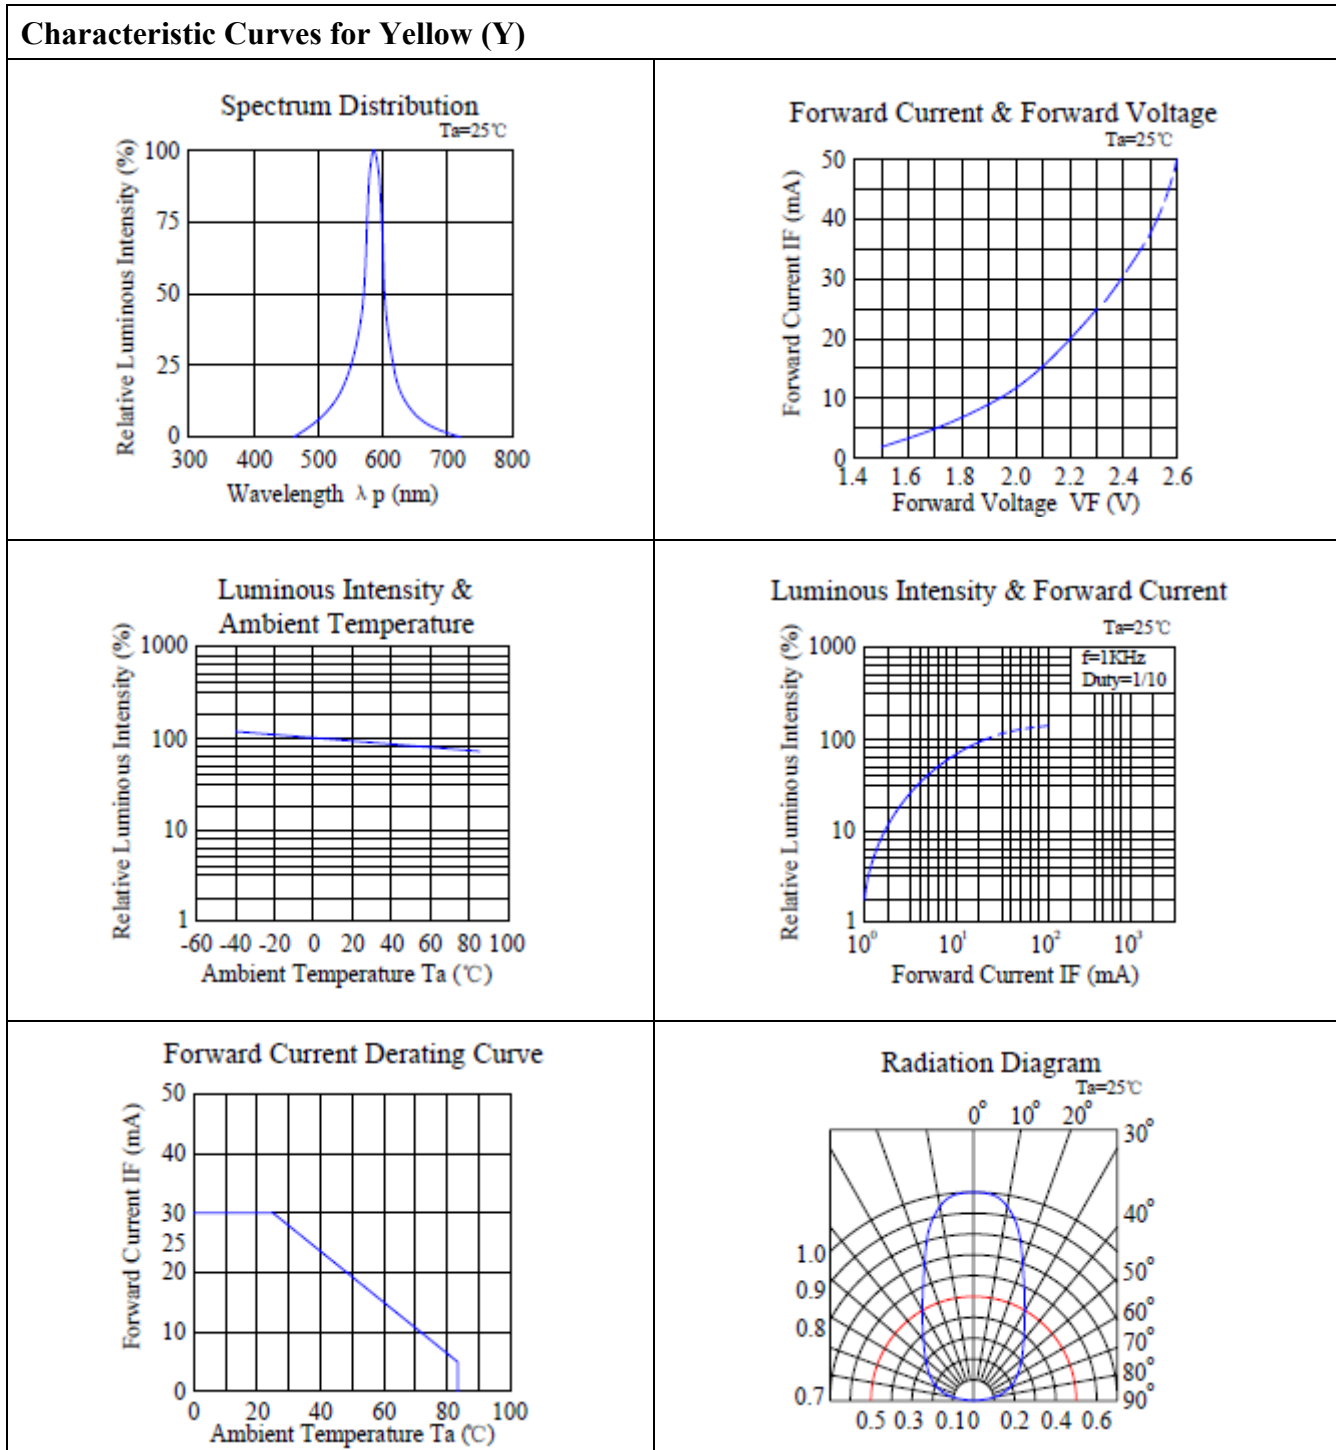 Characteristic Curves for Yellow (Y)
Spectrum Distribution
Ta=25℃
Relative Luminous Intensity (%)
100
75
50
25
0
300 400 500 600 700 800
Wavelength λp (nm)
Forward Current & Forward Voltage
Ta=25℃
Forward Current IF (mA)
50
40
30
20
10
0
1.4 1.6 1.8 2.0 2.2 2.4 2.6
Forward Voltage VF (V)
Luminous Intensity &
Ambient Temperature
Relative Luminous Intensity (%)
1000
100
10
1
-60 -40 -20 0 20 40 60 80 100
Ambient Temperature Ta (℃)
Luminous Intensity & Forward Current
Ta=25℃
Relative Luminous Intensity (%)
1000
f=1KHz
Duty=1/10
100
10
1
10⁰ 10¹ 10² 10³
Forward Current IF (mA)
Forward Current Derating Curve
Forward Current IF (mA)
50
40
30
25
20
10
0
0 20 40 60 80 100
Ambient Temperature Ta (℃)
Radiation Diagram
Ta=25℃
0° 10° 20°
30°
40°
1.0
50°
0.9
60°
0.8
70°
80°
0.7
90°
0.5 0.3 0.10 0.2 0.4 0.6